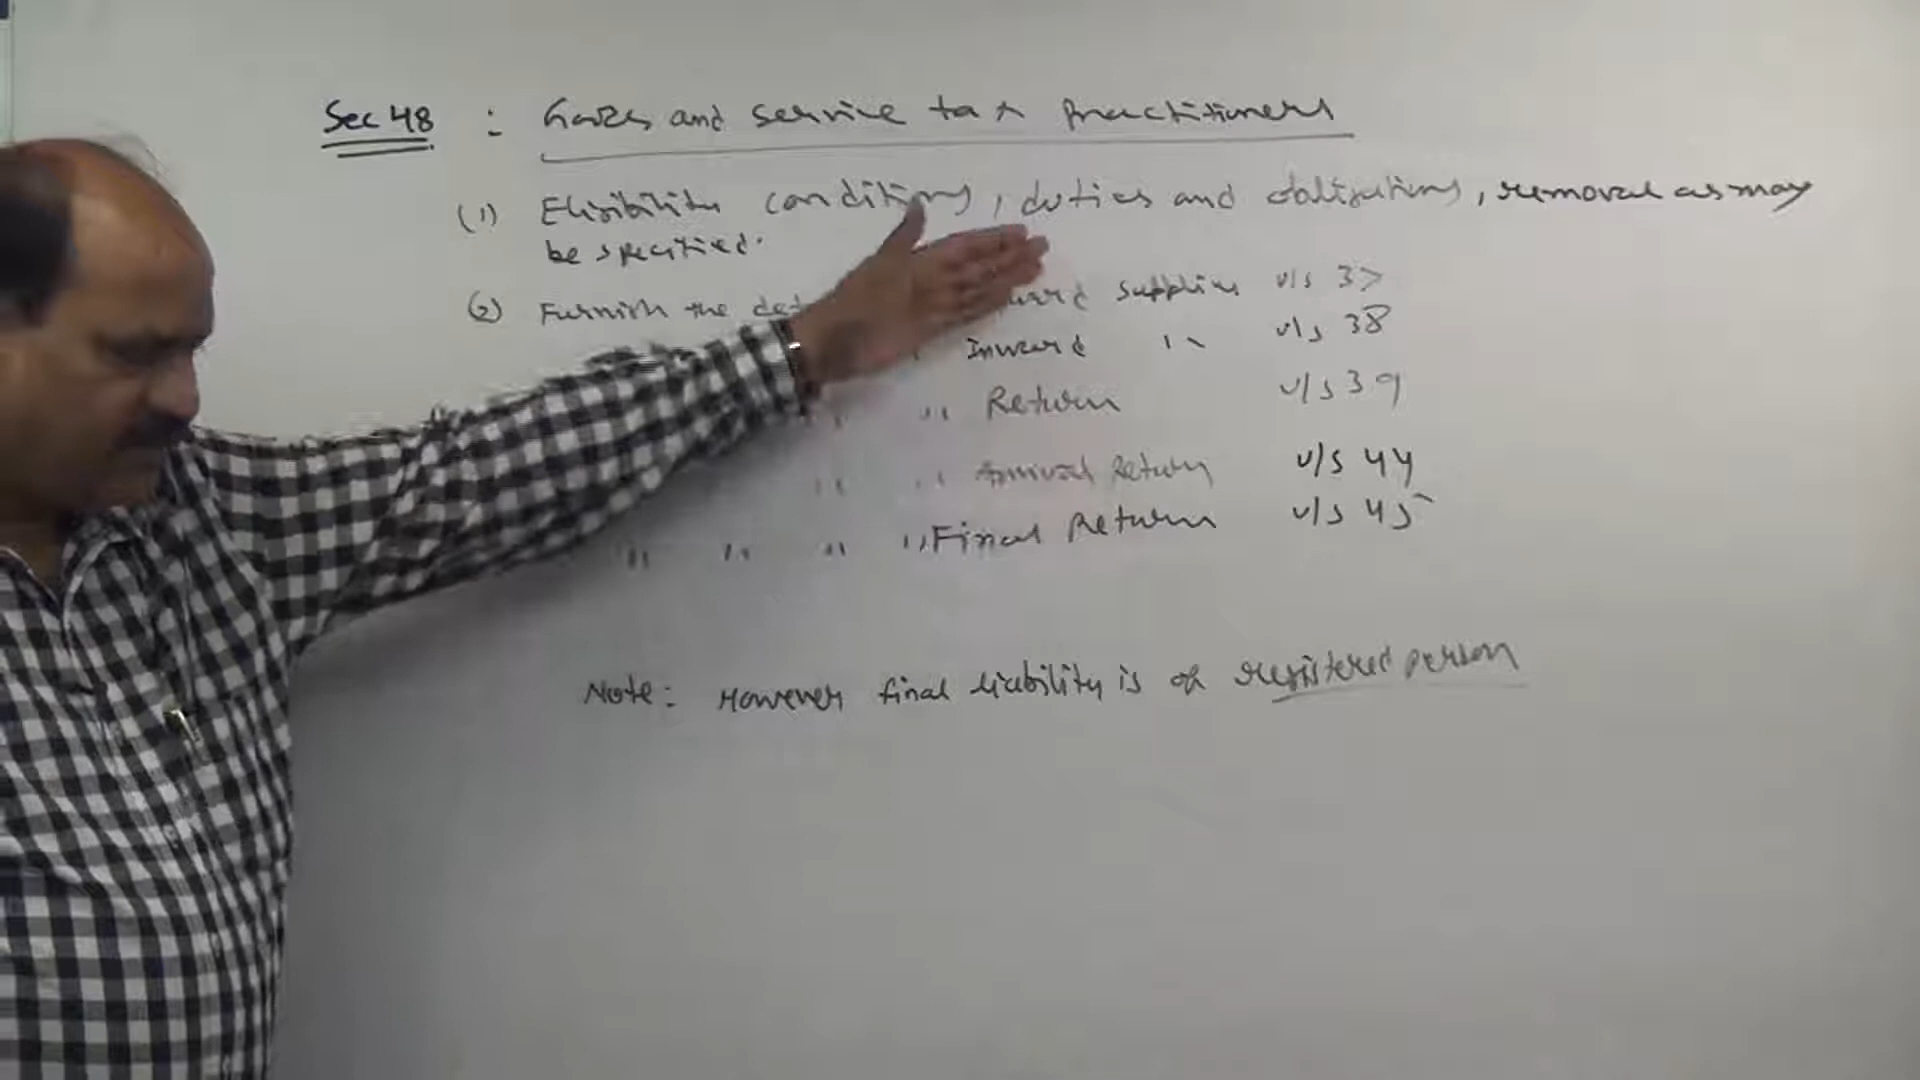 Sec 48 : Goods and service tax Practitioners
(1) Eligibility conditions, duties and obligations, removal as may
be specified.
(2) Furnish the supplies u/s 37
Inward " u/s 38
" " Return u/s 39
" " Annual Return u/s 44
" " " " Final Return u/s 45
Note: However final liability is of registered person